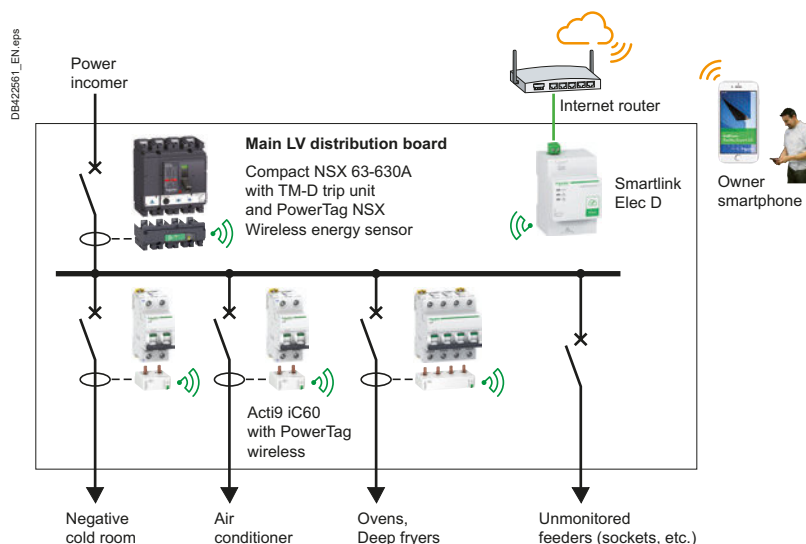 DB422561_EN.eps
Power
incomer
Internet router
Main LV distribution board
Compact NSX 63-630A
with TM-D trip unit
and PowerTag NSX
Wireless energy sensor
Smartlink
Elec D
Owner
smartphone
Acti9 iC60
with PowerTag
wireless
Negative
cold room
Air
conditioner
Ovens,
Deep fryers
Unmonitored
feeders (sockets, etc.)